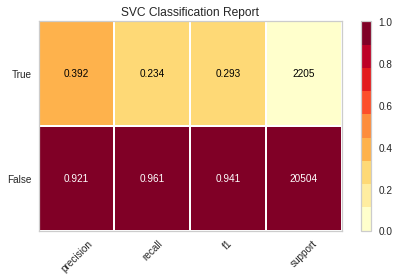 SVC Classification Report
True
0.392 0.234 0.293 2205
False
0.921 0.961 0.941 20504
precision recall f1 support
1.0
0.8
0.6
0.4
0.2
0.0